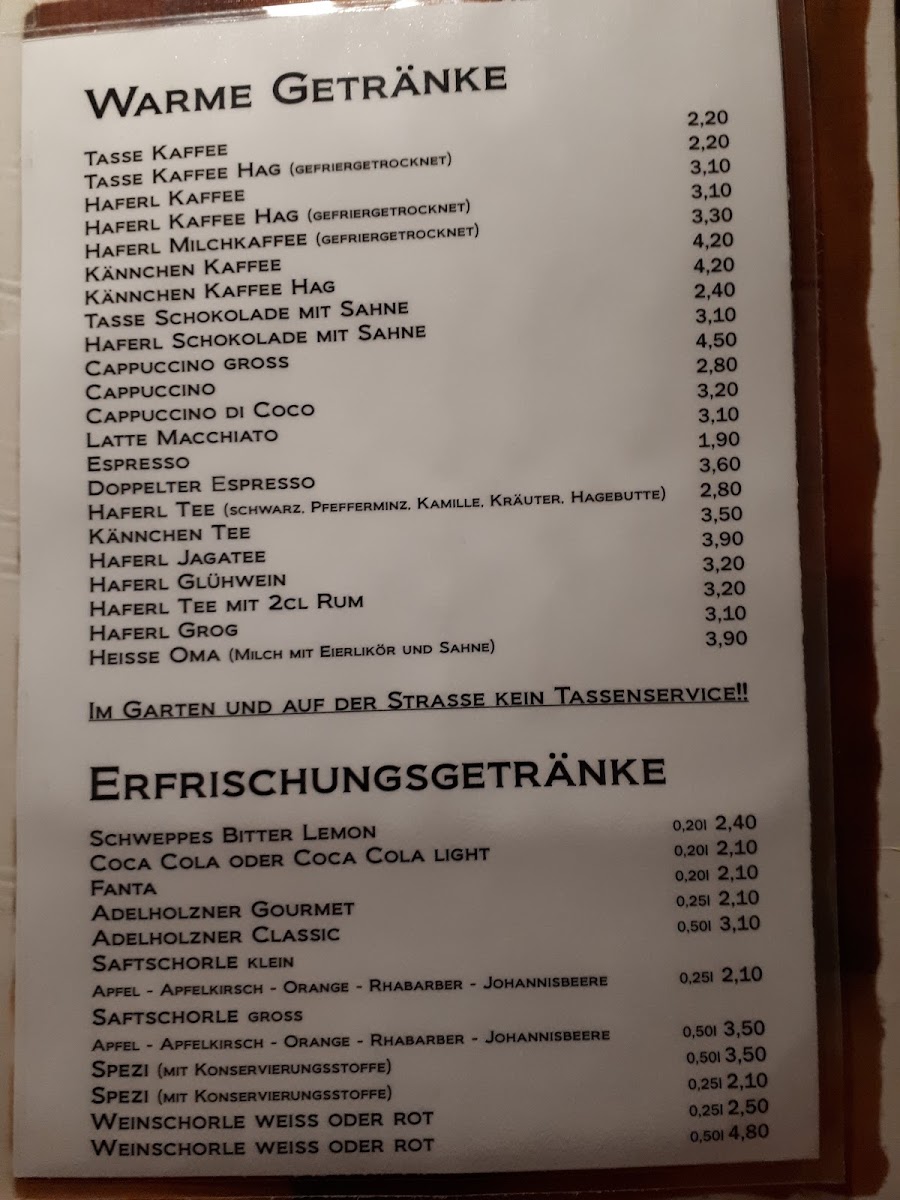 WARME GETRÄNKE
TASSE KAFFEE 2,20
TASSE KAFFEE HAG (GEFRIERGETROCKNET) 2,20
HAFERL KAFFEE 3,10
HAFERL KAFFEE HAG (GEFRIERGETROCKNET) 3,10
HAFERL MILCHKAFFEE (GEFRIERGETROCKNET) 3,30
KÄNNCHEN KAFFEE 4,20
KÄNNCHEN KAFFEE HAG 4,20
TASSE SCHOKOLADE MIT SAHNE 2,40
HAFERL SCHOKOLADE MIT SAHNE 3,10
CAPPUCCINO GROSS 4,50
CAPPUCCINO 2,80
CAPPUCCINO DI COCO 3,20
LATTE MACCHIATO 3,10
ESPRESSO 1,90
DOPPELTER ESPRESSO 3,60
HAFERL TEE (SCHWARZ, PFEFFERMINZ, KAMILLE, KRÄUTER, HAGEBUTTE) 2,80
KÄNNCHEN TEE 3,50
HAFERL JAGATEE 3,90
HAFERL GLÜHWEIN 3,20
HAFERL TEE MIT 2CL RUM 3,20
HAFERL GROG 3,10
HEISSE OMA (MILCH MIT EIERLIKÖR UND SAHNE) 3,90
IM GARTEN UND AUF DER STRASSE KEIN TASSENSERVICE!!
ERFRISCHUNGSGETRÄNKE
SCHWEPPES BITTER LEMON 0,20l 2,40
COCA COLA ODER COCA COLA LIGHT 0,20l 2,10
FANTA 0,20l 2,10
ADELHOLZNER GOURMET 0,25l 2,10
ADELHOLZNER CLASSIC 0,50l 3,10
SAFTSCHORLE KLEIN
APFEL - APFELKIRSCH - ORANGE - RHABARBER - JOHANNISBEERE 0,25l 2,10
SAFTSCHORLE GROSS
APFEL - APFELKIRSCH - ORANGE - RHABARBER - JOHANNISBEERE 0,50l 3,50
SPEZI (MIT KONSERVIERUNGSSTOFFE) 0,50l 3,50
SPEZI (MIT KONSERVIERUNGSSTOFFE) 0,25l 2,10
WEINSCHORLE WEISS ODER ROT 0,25l 2,50
WEINSCHORLE WEISS ODER ROT 0,50l 4,80